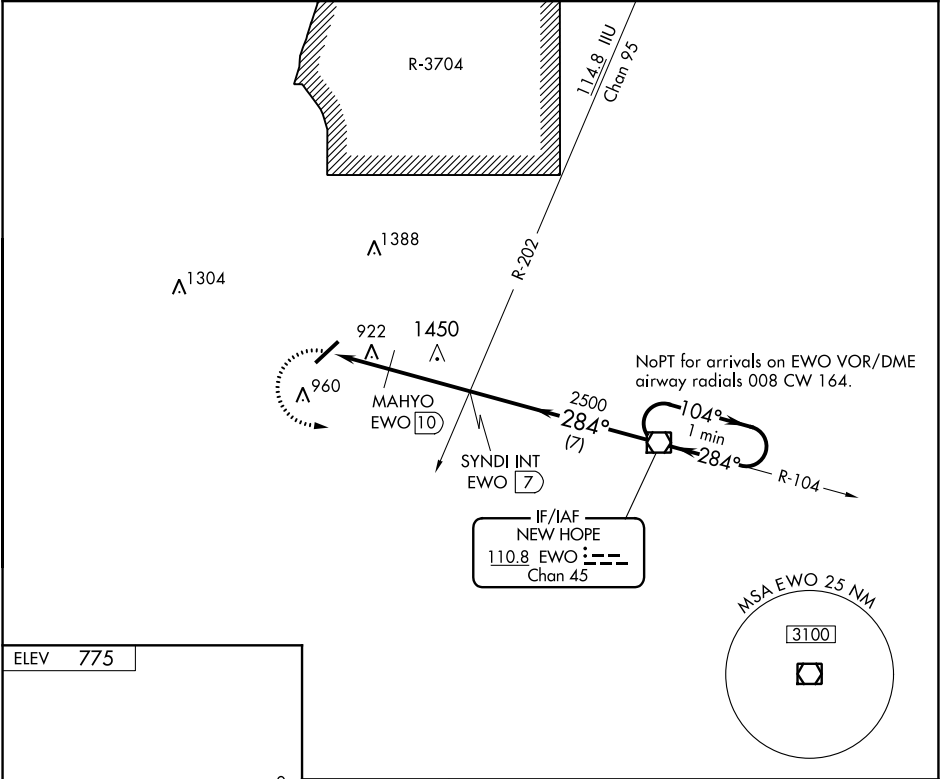 R-3704
114.8 IIU
Chan 95
R-202
1388
1304
922
1450
960
MAHYO
EWO 10
SYNDI INT
EWO 7
2500
284°
(7)
NoPT for arrivals on EWO VOR/DME
airway radials 008 CW 164.
104°
1 min
284°
R-104
IF/IAF
NEW HOPE
110.8 EWO
Chan 45
MSA EWO 25 NM
3100
ELEV 775